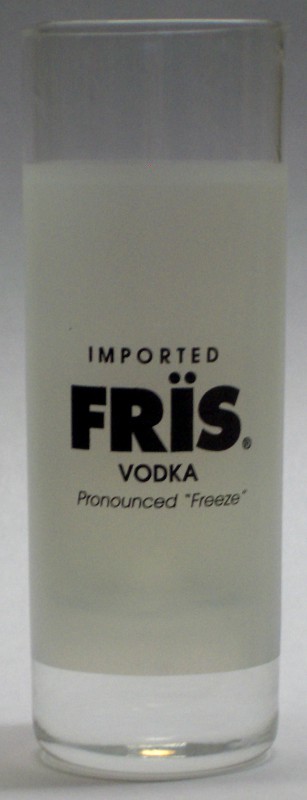 IMPORTED
FRÏS®
VODKA
Pronounced "Freeze"